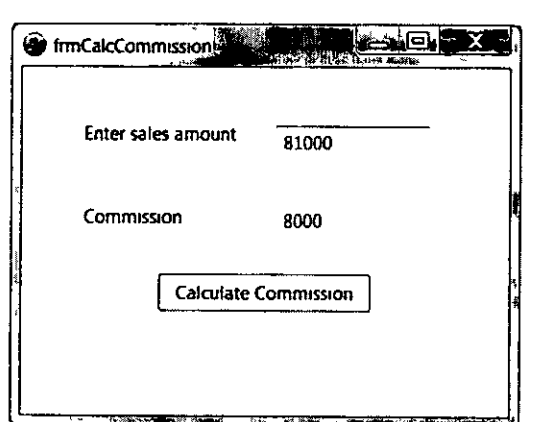 frmCalcCommission
Enter sales amount 81000
Commission 8000
Calculate Commission